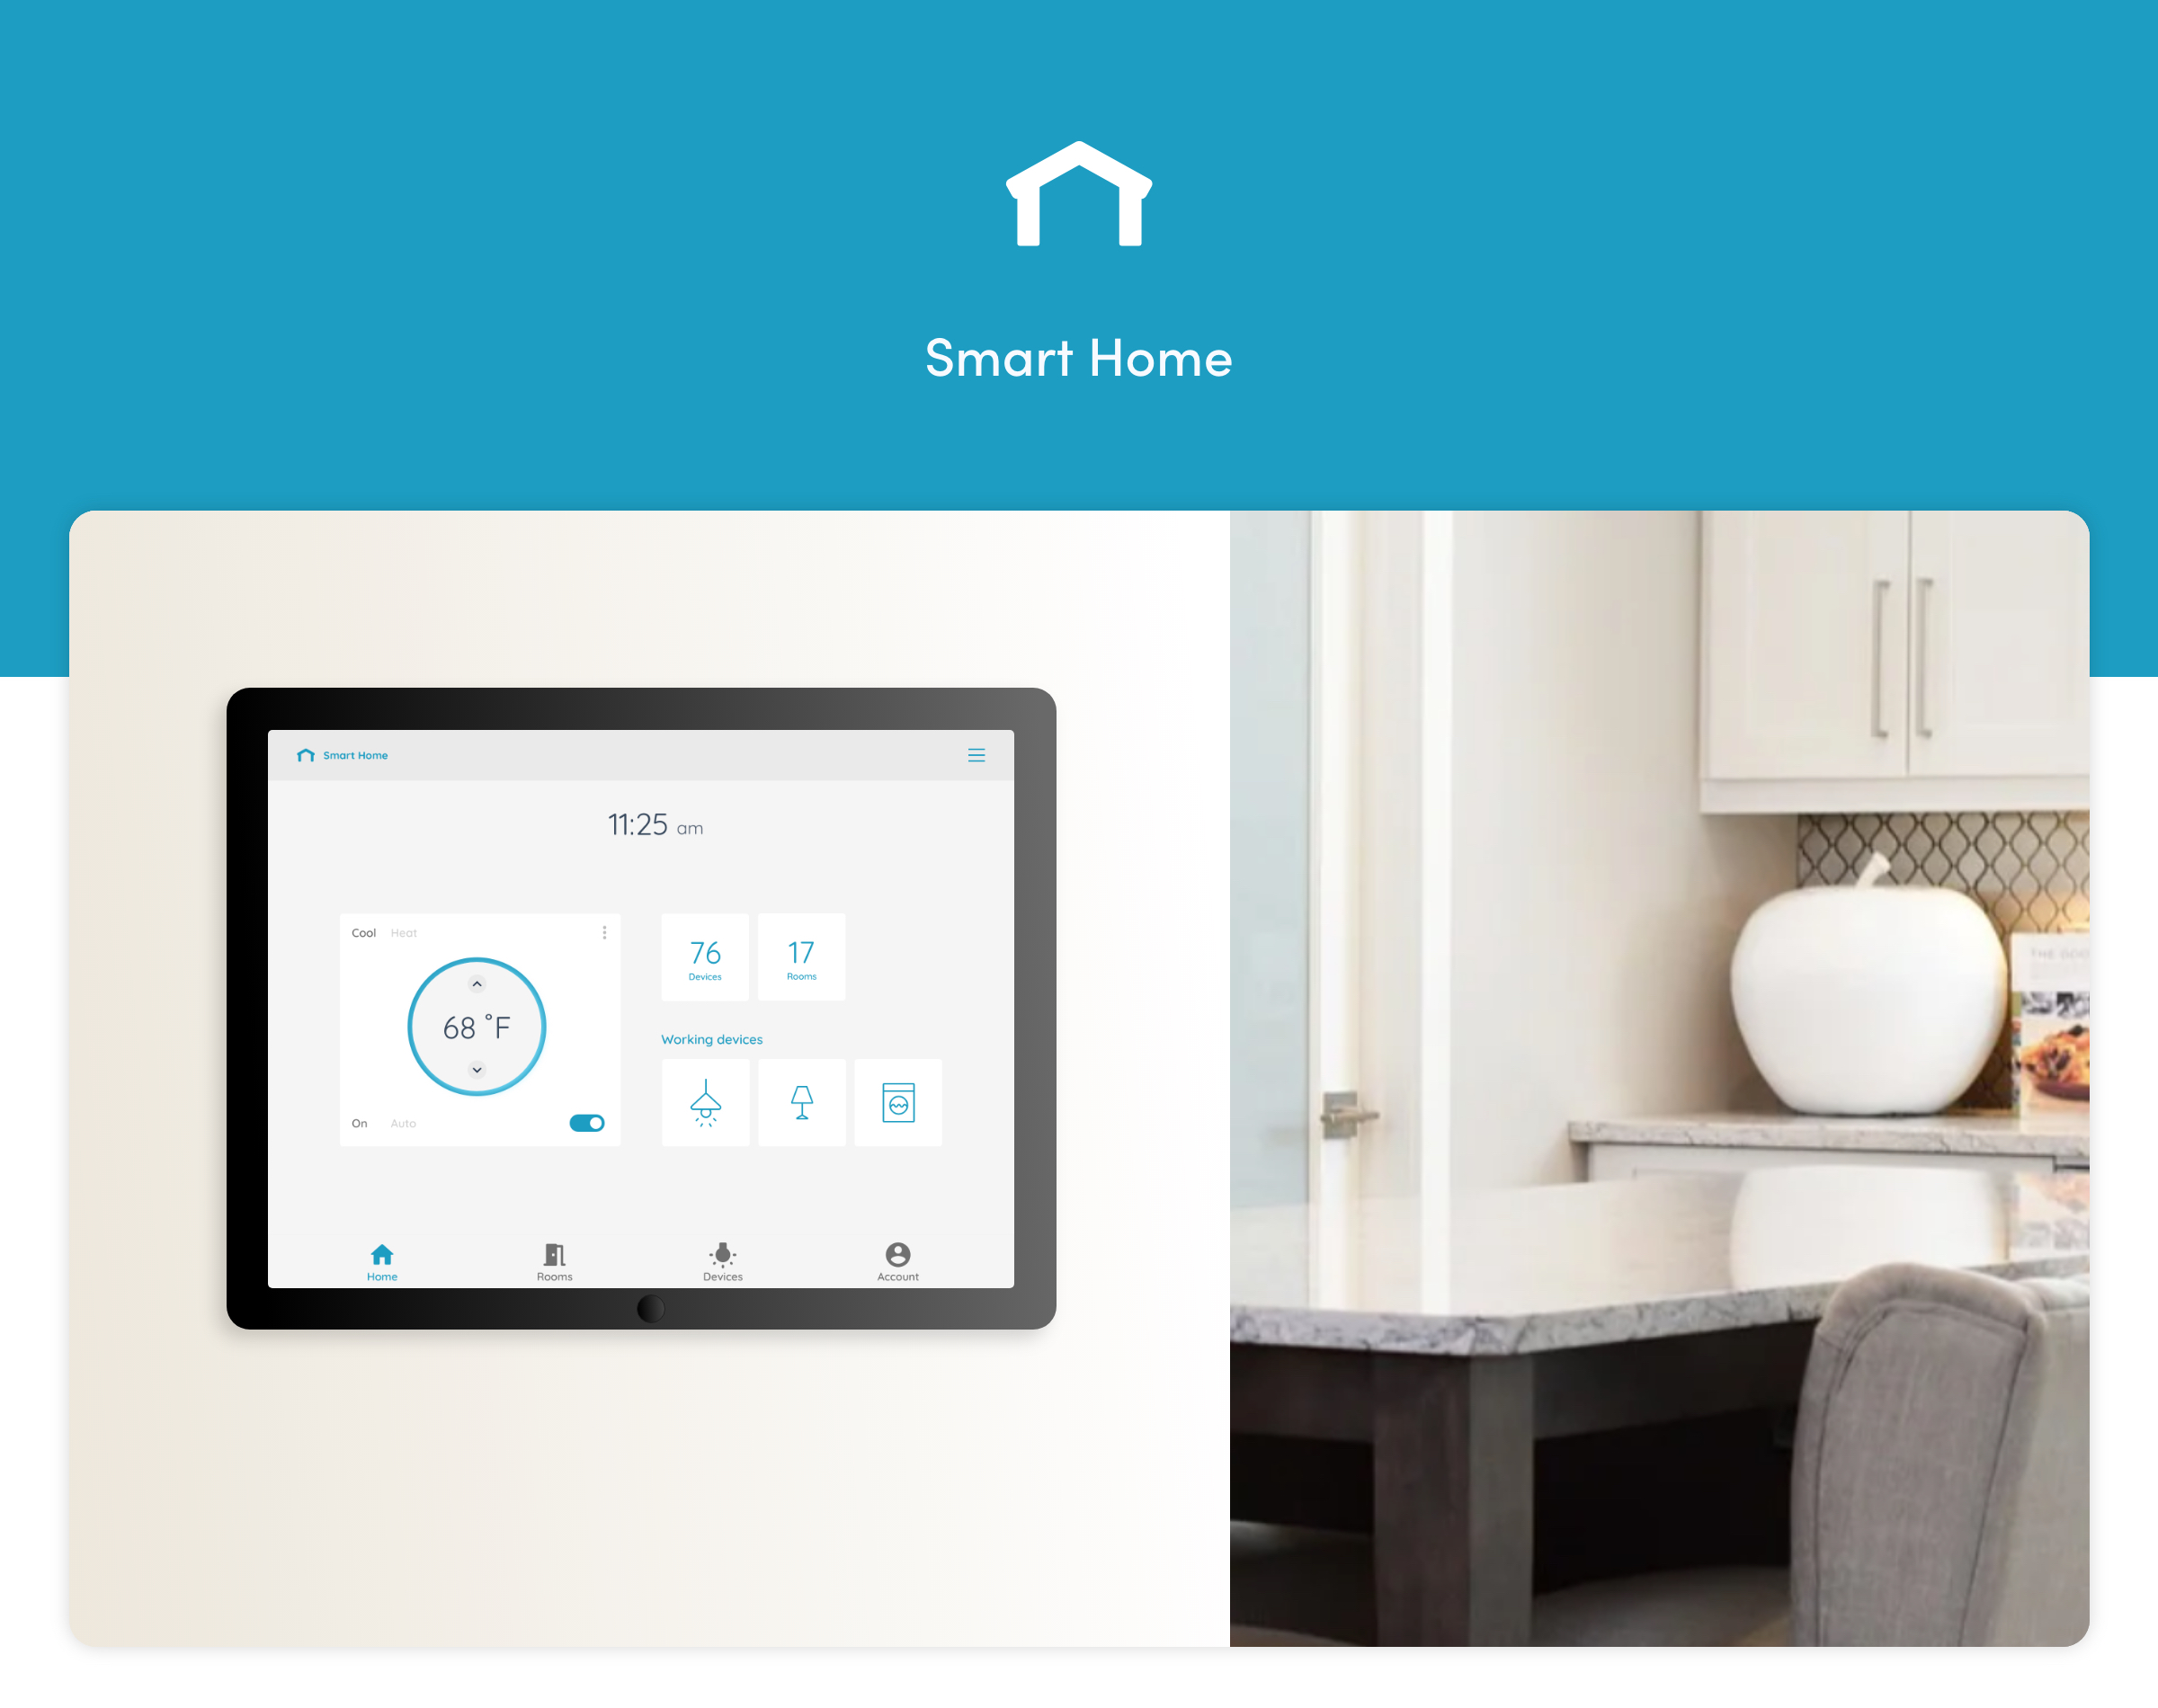 Smart Home
Smart Home
11:25 am
Cool Heat
68 °F
On Auto
76
Devices
17
Rooms
Working devices
Home
Rooms
Devices
Account
THE